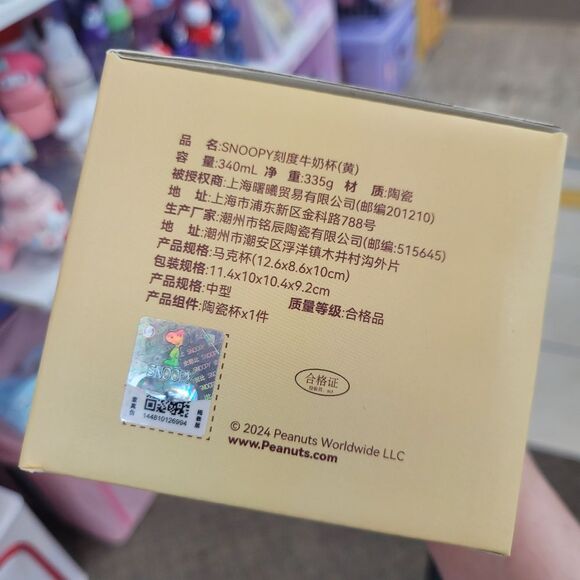 品 名:SNOOPY刻度牛奶杯(黄)
容 量:340mL 净 重:335g 材 质:陶瓷
被授权商:上海曙曦贸易有限公司(邮编201210)
地 址:上海市浦东新区金科路788号
生产厂家:潮州市铭辰陶瓷有限公司(邮编:515645)
地 址:潮州市潮安区浮洋镇木井村沟外片
产品规格:马克杯(12.6x8.6x10cm)
包装规格:11.4x10x10.4x9.2cm
产品规格:中型 质量等级:合格品
产品组件:陶瓷杯x1件
SNOOPY
144810126994
合格证
© 2024 Peanuts Worldwide LLC
www.Peanuts.com